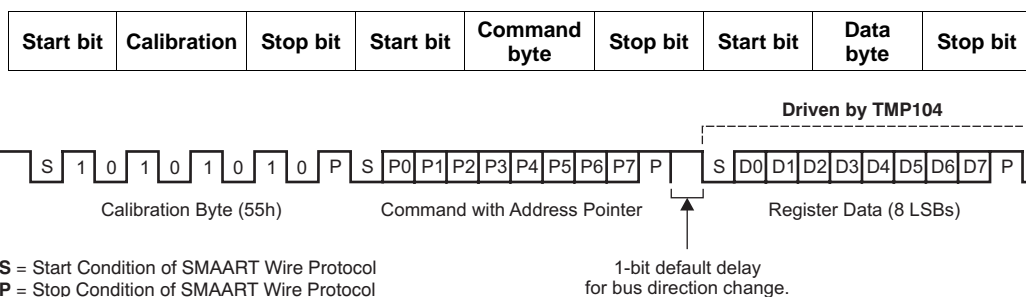 Start bit Calibration Stop bit Start bit Command byte Stop bit Start bit Data byte Stop bit
Driven by TMP104
S 1 0 1 0 1 0 1 0 P S P0 P1 P2 P3 P4 P5 P6 P7 P S D0 D1 D2 D3 D4 D5 D6 D7 P
Calibration Byte (55h) Command with Address Pointer Register Data (8 LSBs)
S = Start Condition of SMAART Wire Protocol
P = Stop Condition of SMAART Wire Protocol
1-bit default delay
for bus direction change.